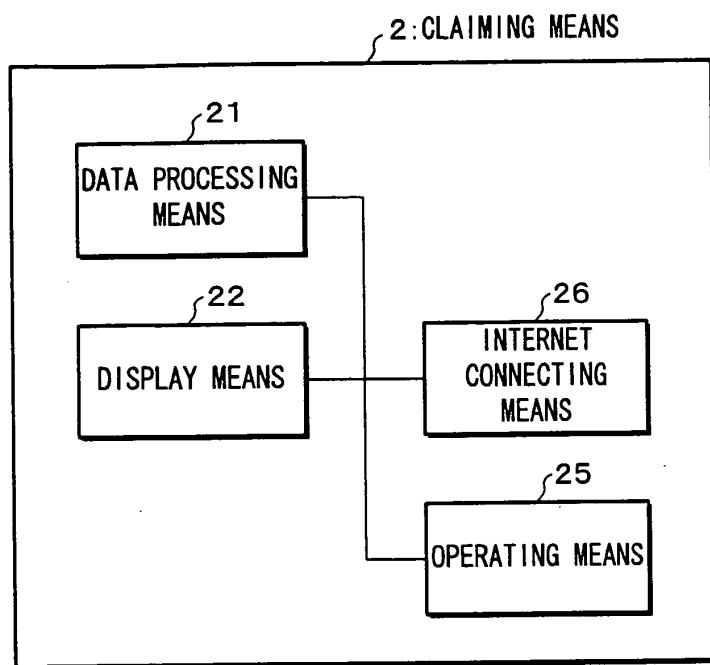 2:CLAIMING MEANS
21
DATA PROCESSING
MEANS
22
DISPLAY MEANS
26
INTERNET
CONNECTING
MEANS
25
OPERATING MEANS